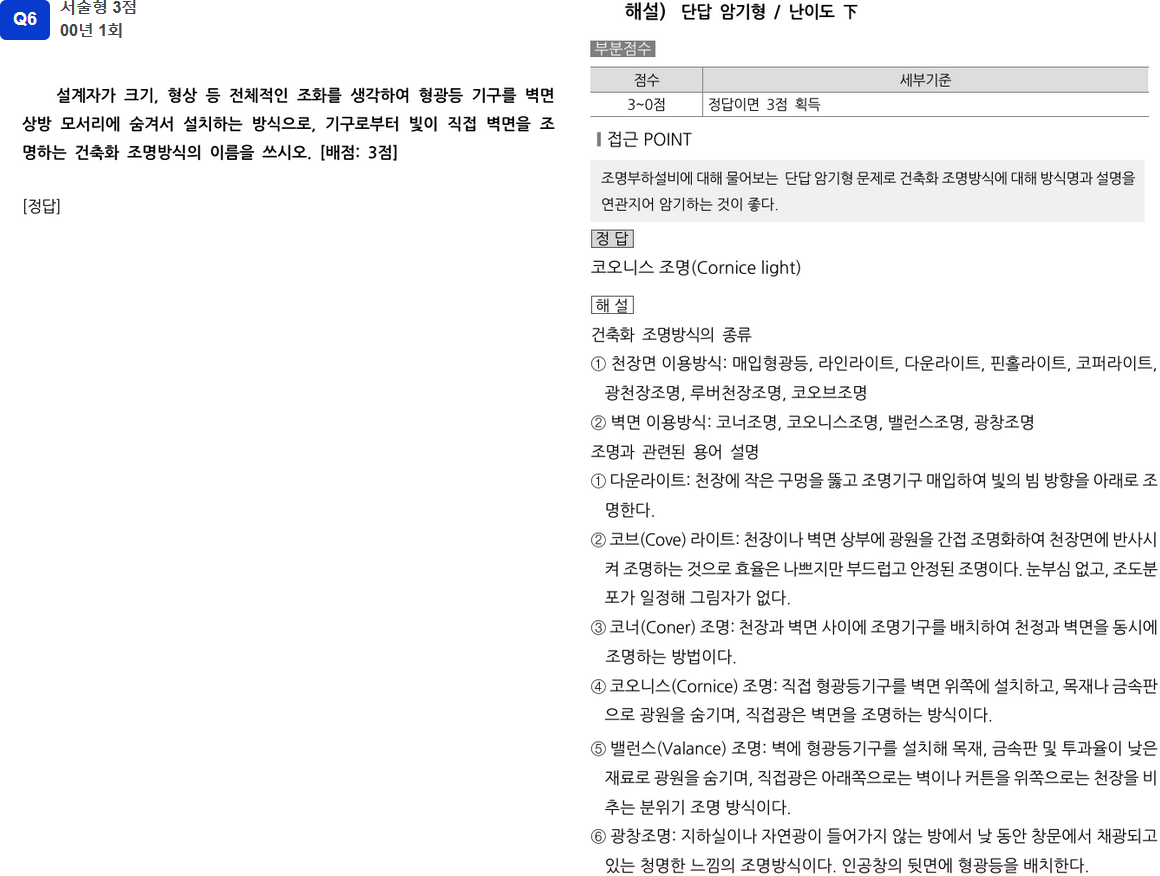 Q6
서술형 3점
00년 1회
설계자가 크기, 형상 등 전체적인 조화를 생각하여 형광등 기구를 벽면
상방 모서리에 숨겨서 설치하는 방식으로, 기구로부터 빛이 직접 벽면을 조
명하는 건축화 조명방식의 이름을 쓰시오. [배점: 3점]
[정답]
해설) 단답 암기형 / 난이도 下
부분점수
점수 세부기준
3~0점 정답이면 3점 획득
접근 POINT
조명부하설비에 대해 물어보는 단답 암기형 문제로 건축화 조명방식에 대해 방식명과 설명을
연관지어 암기하는 것이 좋다.
정 답
코오니스 조명(Cornice light)
해 설
건축화 조명방식의 종류
① 천장면 이용방식: 매입형광등, 라인라이트, 다운라이트, 핀홀라이트, 코퍼라이트,
광천장조명, 루버천장조명, 코오브조명
② 벽면 이용방식: 코너조명, 코오니스조명, 밸런스조명, 광창조명
조명과 관련된 용어 설명
① 다운라이트: 천장에 작은 구멍을 뚫고 조명기구 매입하여 빛의 빔 방향을 아래로 조
명한다.
② 코브(Cove) 라이트: 천장이나 벽면 상부에 광원을 간접 조명화하여 천장면에 반사시
켜 조명하는 것으로 효율은 나쁘지만 부드럽고 안정된 조명이다. 눈부심 없고, 조도분
포가 일정해 그림자가 없다.
③ 코너(Coner) 조명: 천장과 벽면 사이에 조명기구를 배치하여 천정과 벽면을 동시에
조명하는 방법이다.
④ 코오니스(Cornice) 조명: 직접 형광등기구를 벽면 위쪽에 설치하고, 목재나 금속판
으로 광원을 숨기며, 직접광은 벽면을 조명하는 방식이다.
⑤ 밸런스(Valance) 조명: 벽에 형광등기구를 설치해 목재, 금속판 및 투과율이 낮은
재료로 광원을 숨기며, 직접광은 아래쪽으로는 벽이나 커튼을 위쪽으로는 천장을 비
추는 분위기 조명 방식이다.
⑥ 광창조명: 지하실이나 자연광이 들어가지 않는 방에서 낮 동안 창문에서 채광되고
있는 청명한 느낌의 조명방식이다. 인공창의 뒷면에 형광등을 배치한다.